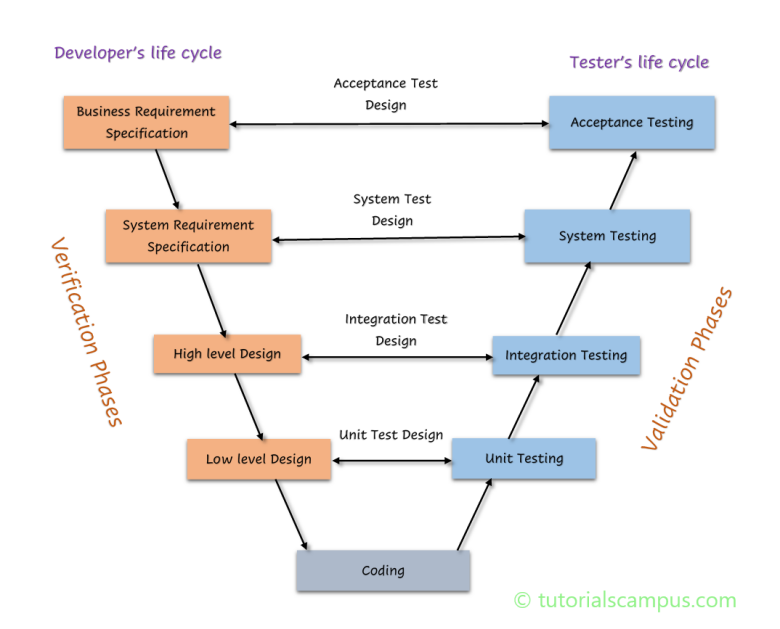 Developer's life cycle
Tester's life cycle
Acceptance Test
Design
Business Requirement
Specification
Acceptance Testing
System Test
Design
System Requirement
Specification
System Testing
Verification Phases
Validation Phases
Integration Test
Design
High level Design
Integration Testing
Unit Test Design
Low level Design
Unit Testing
Coding
© tutorialscampus.com